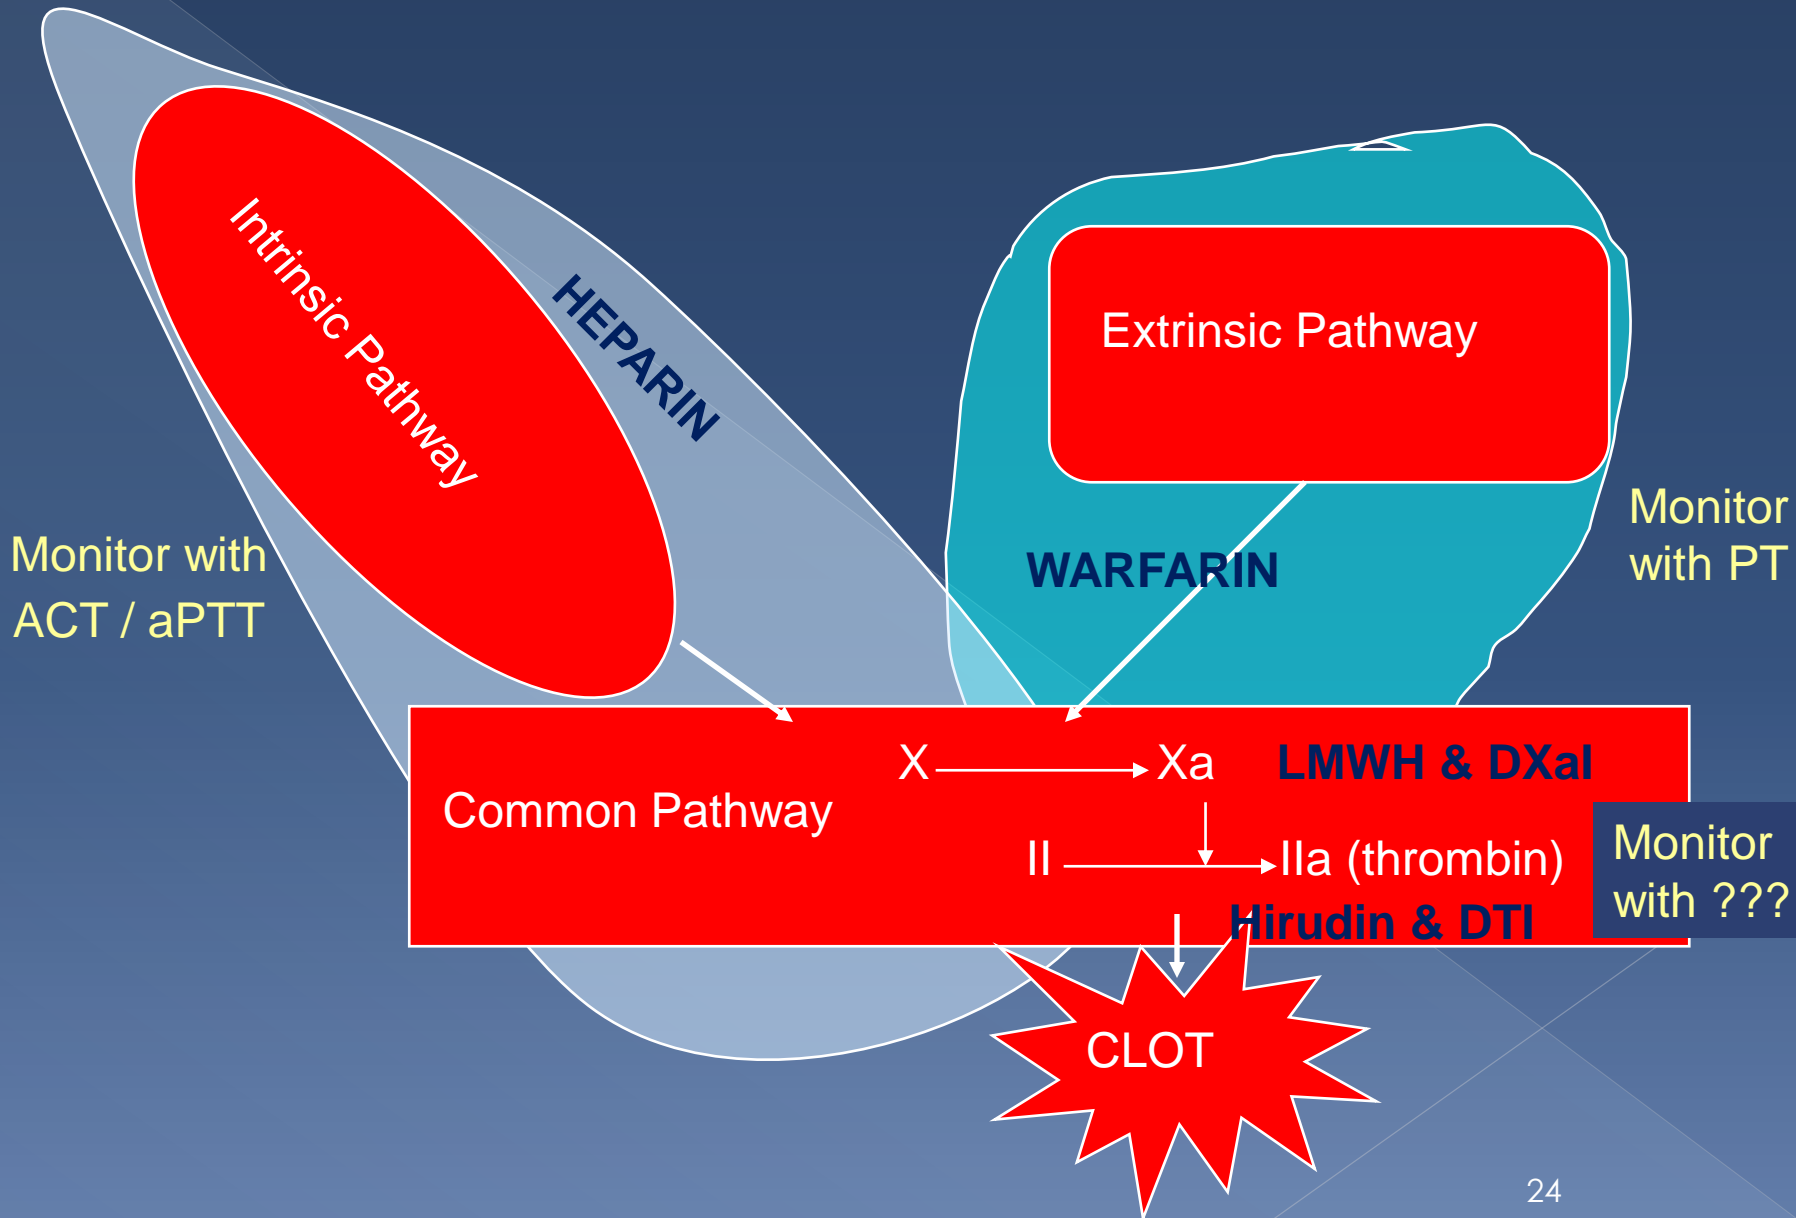 Intrinsic Pathway
HEPARIN
Extrinsic Pathway
Monitor with
ACT / aPTT
WARFARIN
Monitor
with PT
Common Pathway
X
Xa
LMWH & DXaI
II
IIa (thrombin)
Hirudin & DTI
Monitor
with ???
CLOT
24